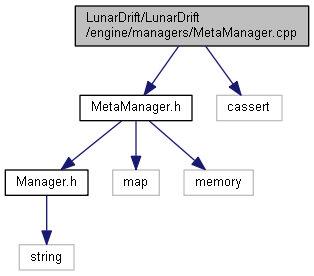 LunarDrift/LunarDrift
/engine/managers/MetaManager.cpp
MetaManager.h
cassert
Manager.h
map
memory
string